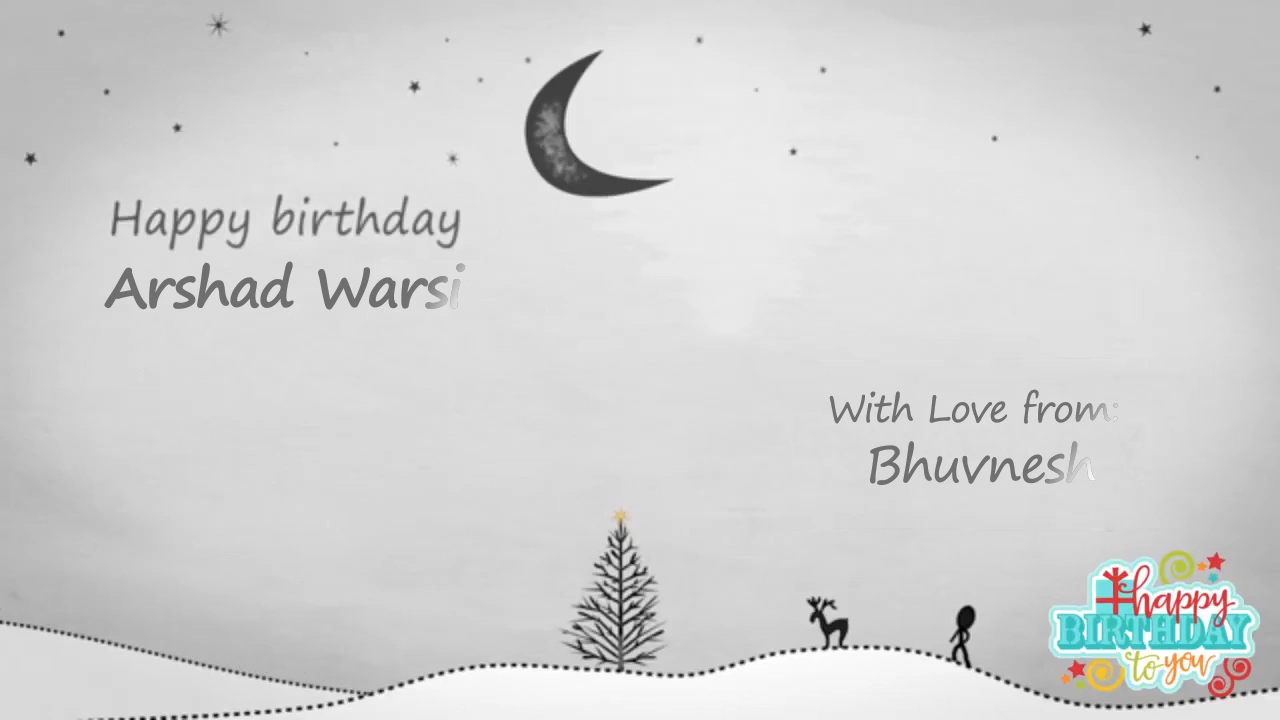 Happy birthday
Arshad Warsi
With Love from:
Bhuvnesh
happy
BIRTHDAY
to you